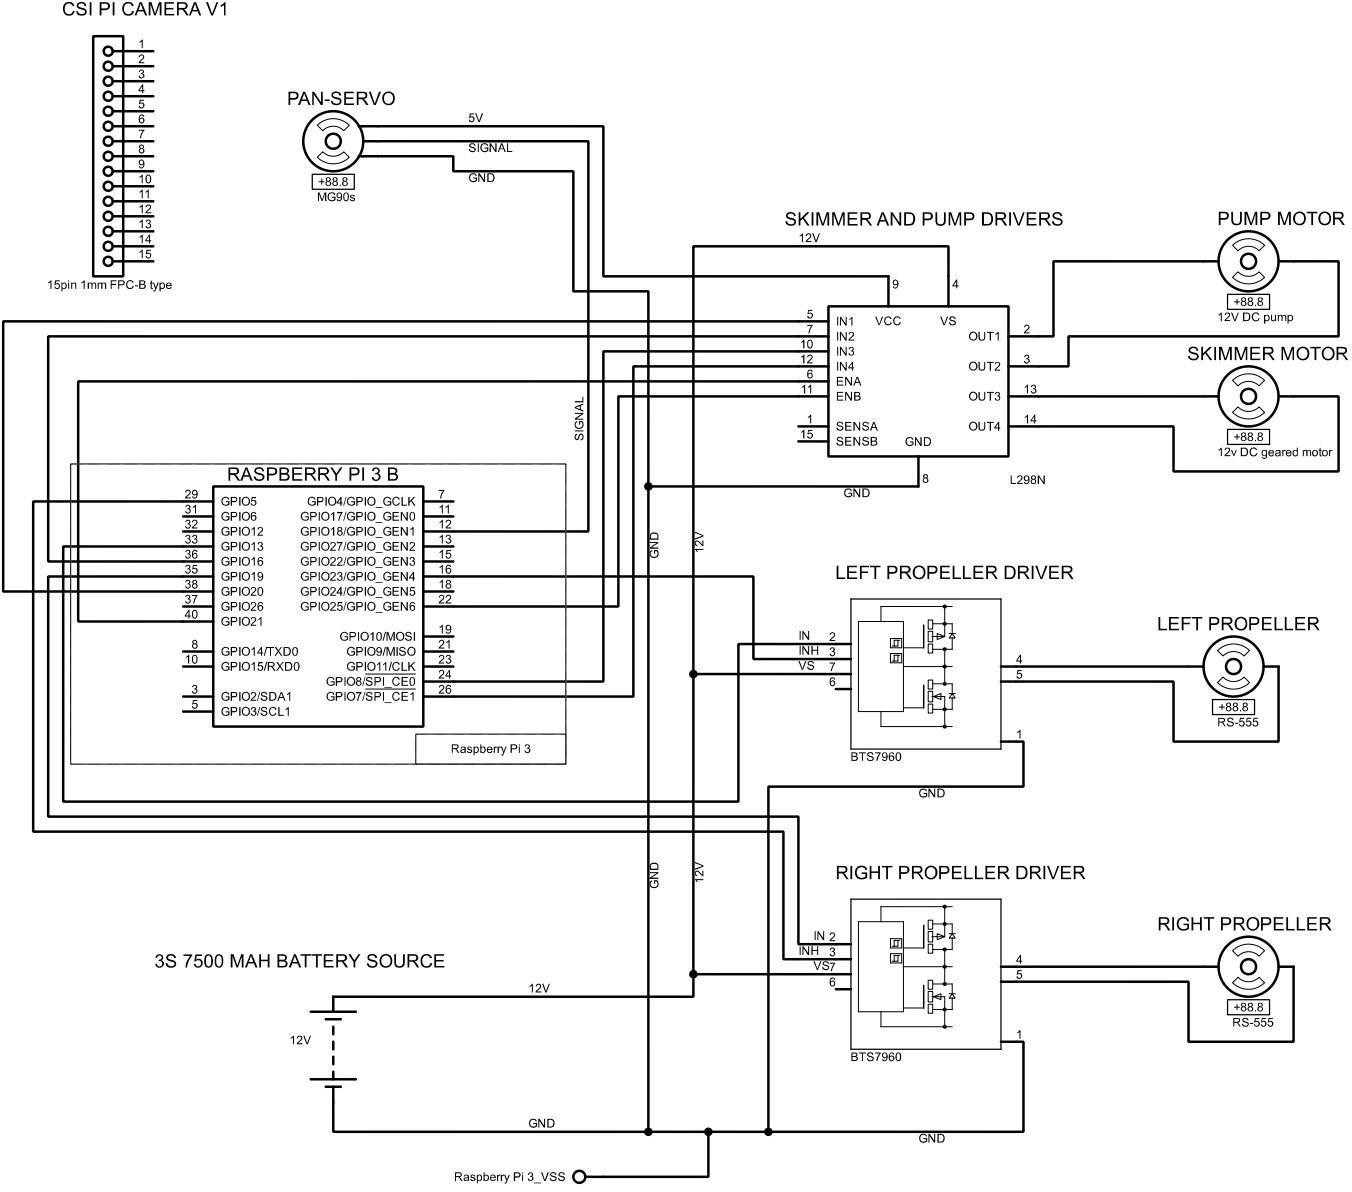 CSI PI CAMERA V1
1
2
3
4
5
6
7
8
9
10
11
12
13
14
15
15pin 1mm FPC-B type
PAN-SERVO
+88.8
MG90s
5V
SIGNAL
GND
SKIMMER AND PUMP DRIVERS
12V
9
4
5 IN1 VCC VS
7 IN2 OUT1 2
10 IN3
12 IN4 OUT2 3
6 ENA
11 ENB OUT3 13
1 SENSA OUT4 14
15 SENSB GND
8
GND
L298N
PUMP MOTOR
+88.8
12V DC pump
SKIMMER MOTOR
+88.8
12v DC geared motor
SIGNAL
GND
12V
RASPBERRY PI 3 B
29 GPIO5 GPIO4/GPIO_GCLK 7
31 GPIO6 GPIO17/GPIO_GEN0 11
32 GPIO12 GPIO18/GPIO_GEN1 12
33 GPIO13 GPIO27/GPIO_GEN2 13
36 GPIO16 GPIO22/GPIO_GEN3 15
35 GPIO19 GPIO23/GPIO_GEN4 16
38 GPIO20 GPIO24/GPIO_GEN5 18
37 GPIO26 GPIO25/GPIO_GEN6 22
40 GPIO21
GPIO10/MOSI 19
8 GPIO14/TXD0 GPIO9/MISO 21
10 GPIO15/RXD0 GPIO11/CLK 23
GPIO8/SPI_CE0 24
3 GPIO2/SDA1 GPIO7/SPI_CE1 26
5 GPIO3/SCL1
Raspberry Pi 3
LEFT PROPELLER DRIVER
IN 2
INH 3
VS 7
6
4
5
1
BTS7960
GND
LEFT PROPELLER
+88.8
RS-555
GND
12V
RIGHT PROPELLER DRIVER
IN 2
INH 3
VS7
6
4
5
1
BTS7960
RIGHT PROPELLER
+88.8
RS-555
3S 7500 MAH BATTERY SOURCE
12V
12V
GND
GND
Raspberry Pi 3_VSS